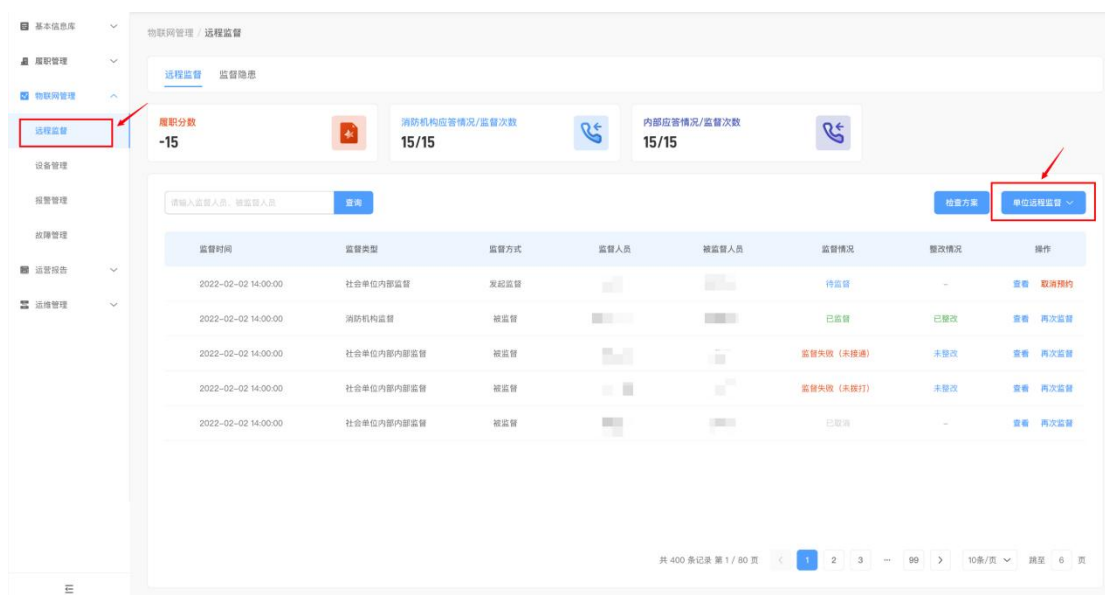 基本信息库
履职管理
物联网管理
远程监督
设备管理
报警管理
故障管理
运营报告
运维管理
物联网管理 / 远程监督
远程监督 监督隐患
履职分数
-15
消防机构应答情况/监督次数
15/15
内部应答情况/监督次数
15/15
请输入监督人员、被监督人员 查询 检查方案 单位远程监督
监督时间 监督类型 监督方式 监督人员 被监督人员 监督情况 整改情况 操作
2022-02-02 14:00:00 社会单位内部监督 发起监督 待监督 - 查看 取消预约
2022-02-02 14:00:00 消防机构监督 被监督 已监督 已整改 查看 再次监督
2022-02-02 14:00:00 社会单位内部内部监督 被监督 监督失败（未接通） 未整改 查看 再次监督
2022-02-02 14:00:00 社会单位内部内部监督 被监督 监督失败（未拨打） 未整改 查看 再次监督
2022-02-02 14:00:00 社会单位内部内部监督 被监督 已取消 - 查看 再次监督
共 400 条记录 第 1 / 80 页 < 1 2 3 ··· 99 > 10条/页 跳至 6 页